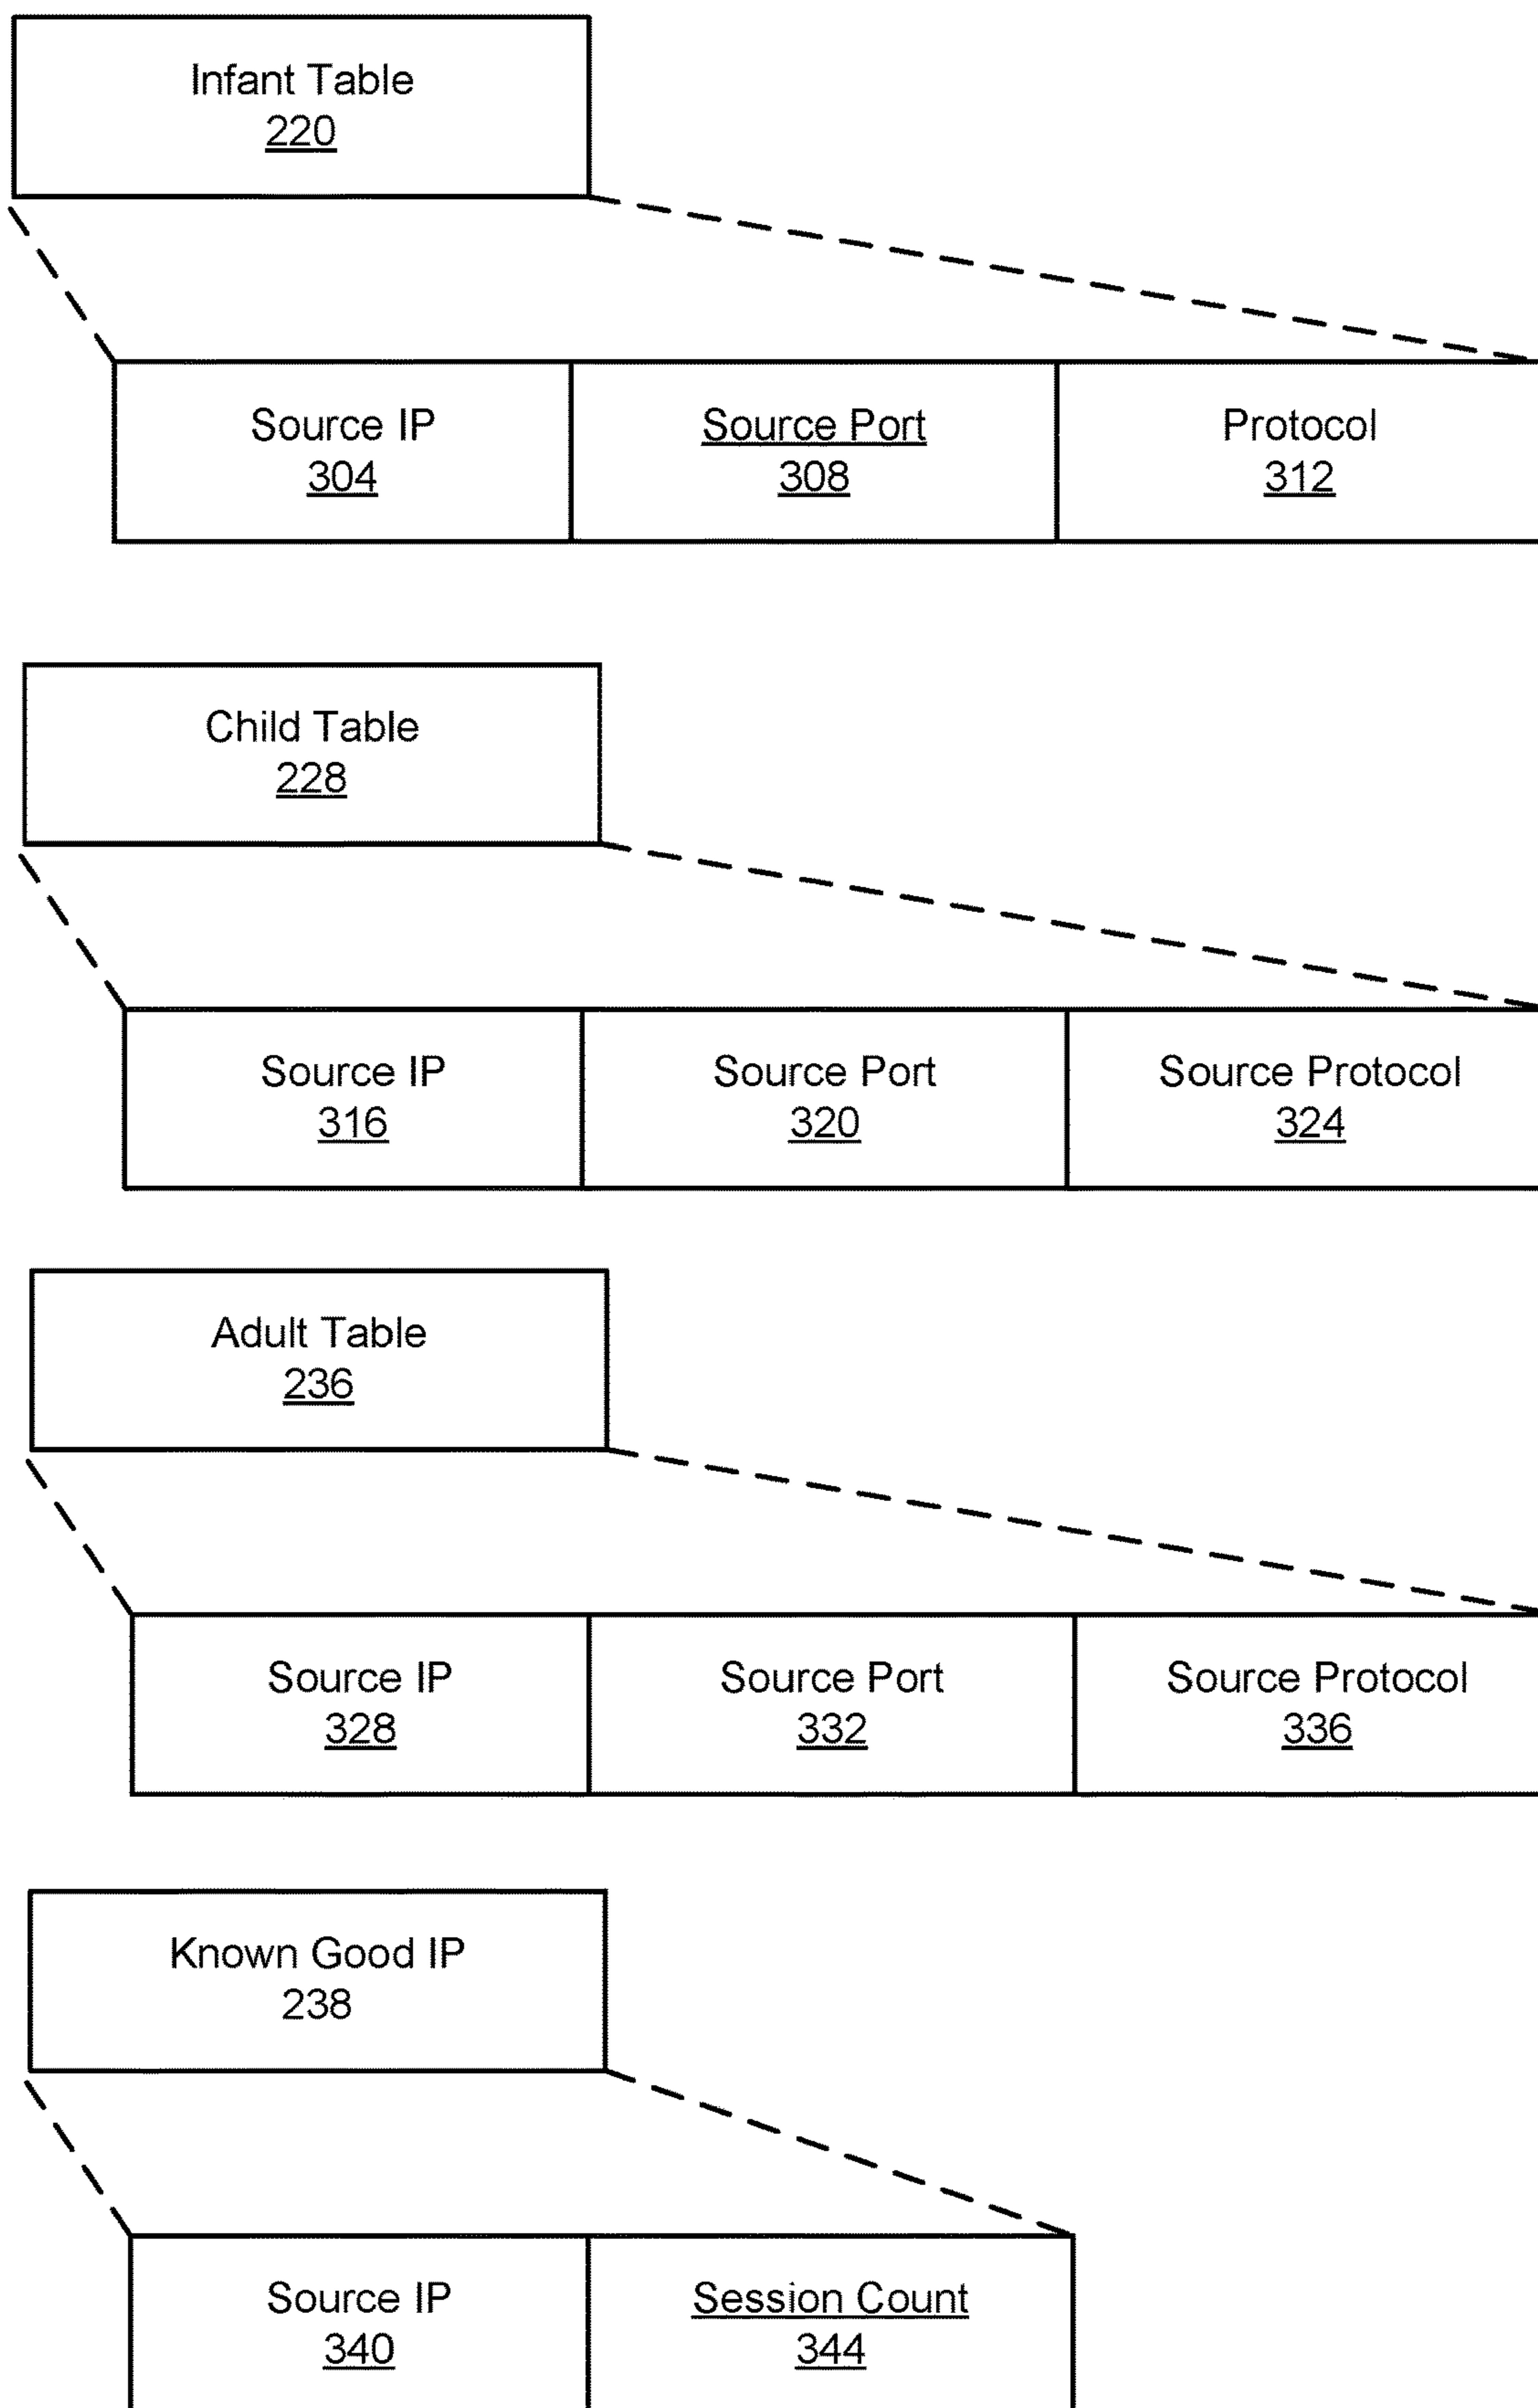 Infant Table
220
Source IP
304
Source Port
308
Protocol
312
Child Table
228
Source IP
316
Source Port
320
Source Protocol
324
Adult Table
236
Source IP
328
Source Port
332
Source Protocol
336
Known Good IP
238
Source IP
340
Session Count
344